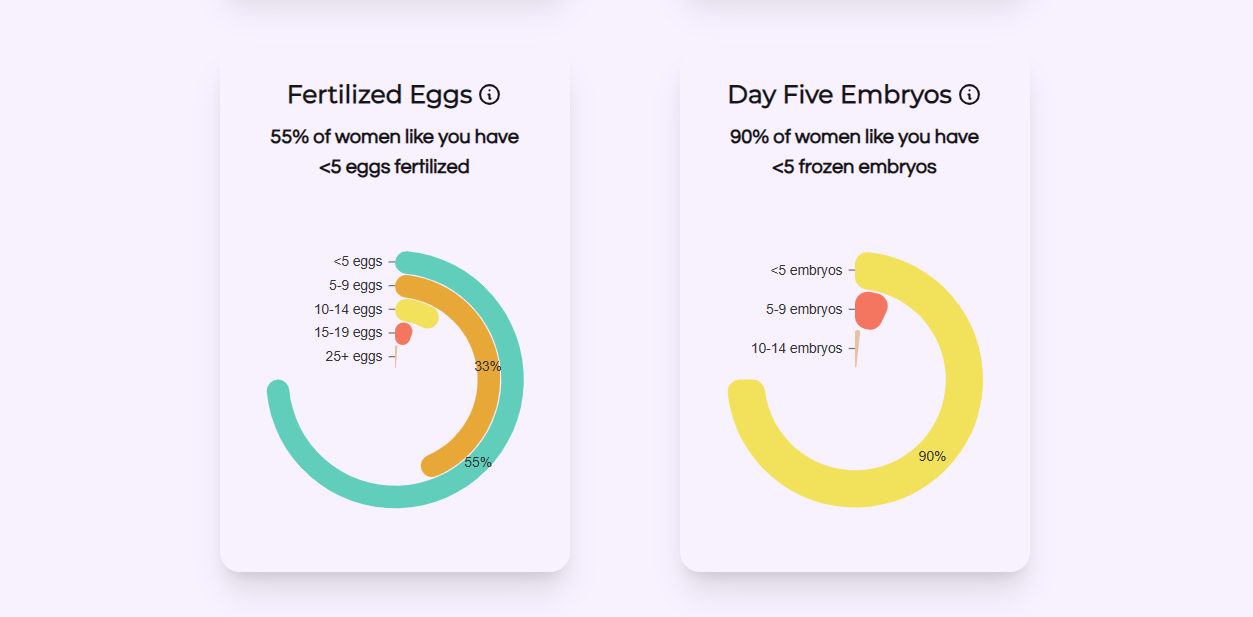 Fertilized Eggs
55% of women like you have
<5 eggs fertilized
<5 eggs
5-9 eggs
10-14 eggs
15-19 eggs
25+ eggs
33%
55%
Day Five Embryos
90% of women like you have
<5 frozen embryos
<5 embryos
5-9 embryos
10-14 embryos
90%